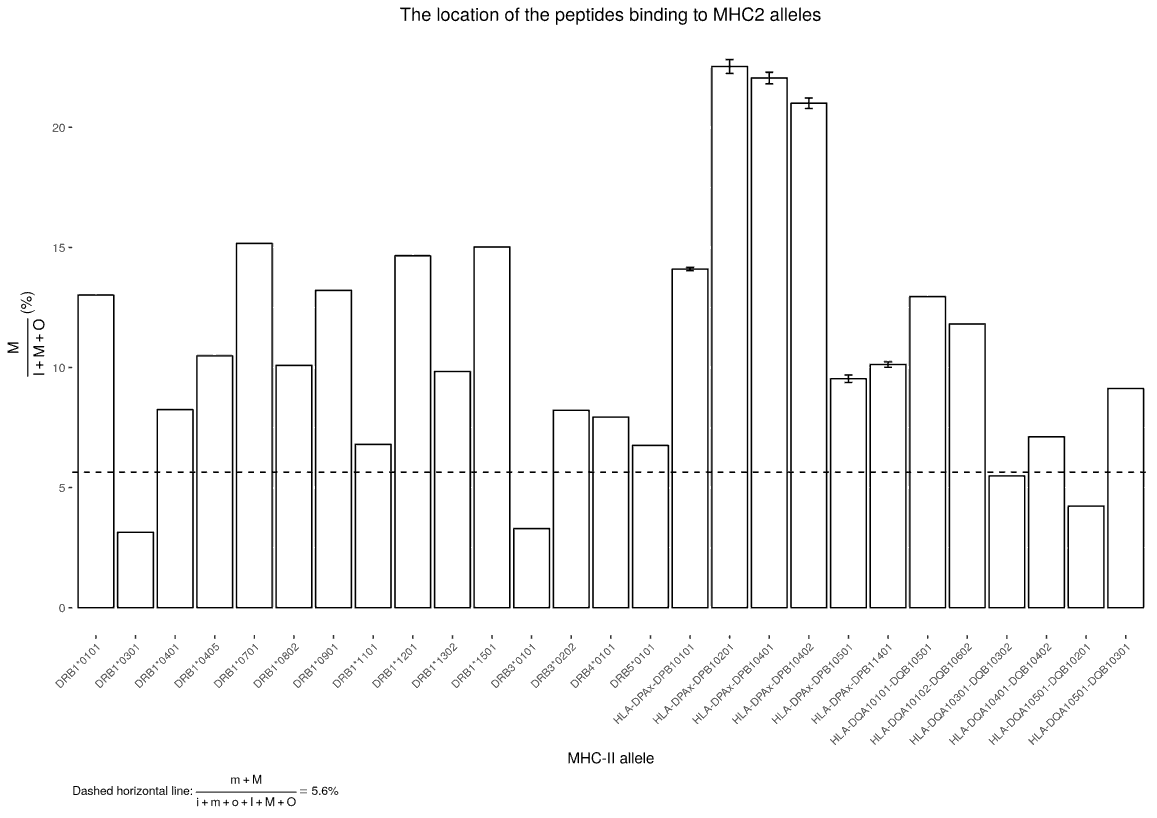 The location of the peptides binding to MHC2 alleles
M
I + M + O
(%)
20
15
10
5
0
DRB1*0101
DRB1*0301
DRB1*0401
DRB1*0405
DRB1*0701
DRB1*0802
DRB1*0901
DRB1*1101
DRB1*1201
DRB1*1302
DRB1*1501
DRB3*0101
DRB3*0202
DRB4*0101
DRB5*0101
HLA-DPAx-DPB10101
HLA-DPAx-DPB10201
HLA-DPAx-DPB10401
HLA-DPAx-DPB10402
HLA-DPAx-DPB10501
HLA-DPAx-DPB11401
HLA-DQA10101-DQB10501
HLA-DQA10102-DQB10602
HLA-DQA10301-DQB10302
HLA-DQA10401-DQB10402
HLA-DQA10501-DQB10201
HLA-DQA10501-DQB10301
MHC-II allele
m + M
Dashed horizontal line: = 5.6%
i + m + o + I + M + O